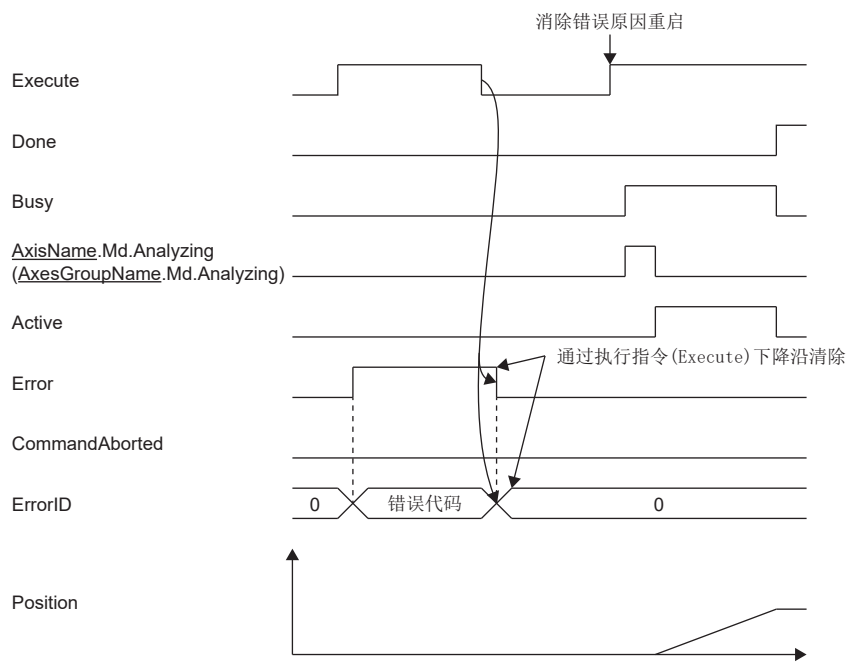 消除错误原因重启
Execute
Done
Busy
AxisName.Md.Analyzing
(AxesGroupName.Md.Analyzing)
Active
通过执行指令(Execute)下降沿清除
Error
CommandAborted
ErrorID
0
错误代码
0
Position